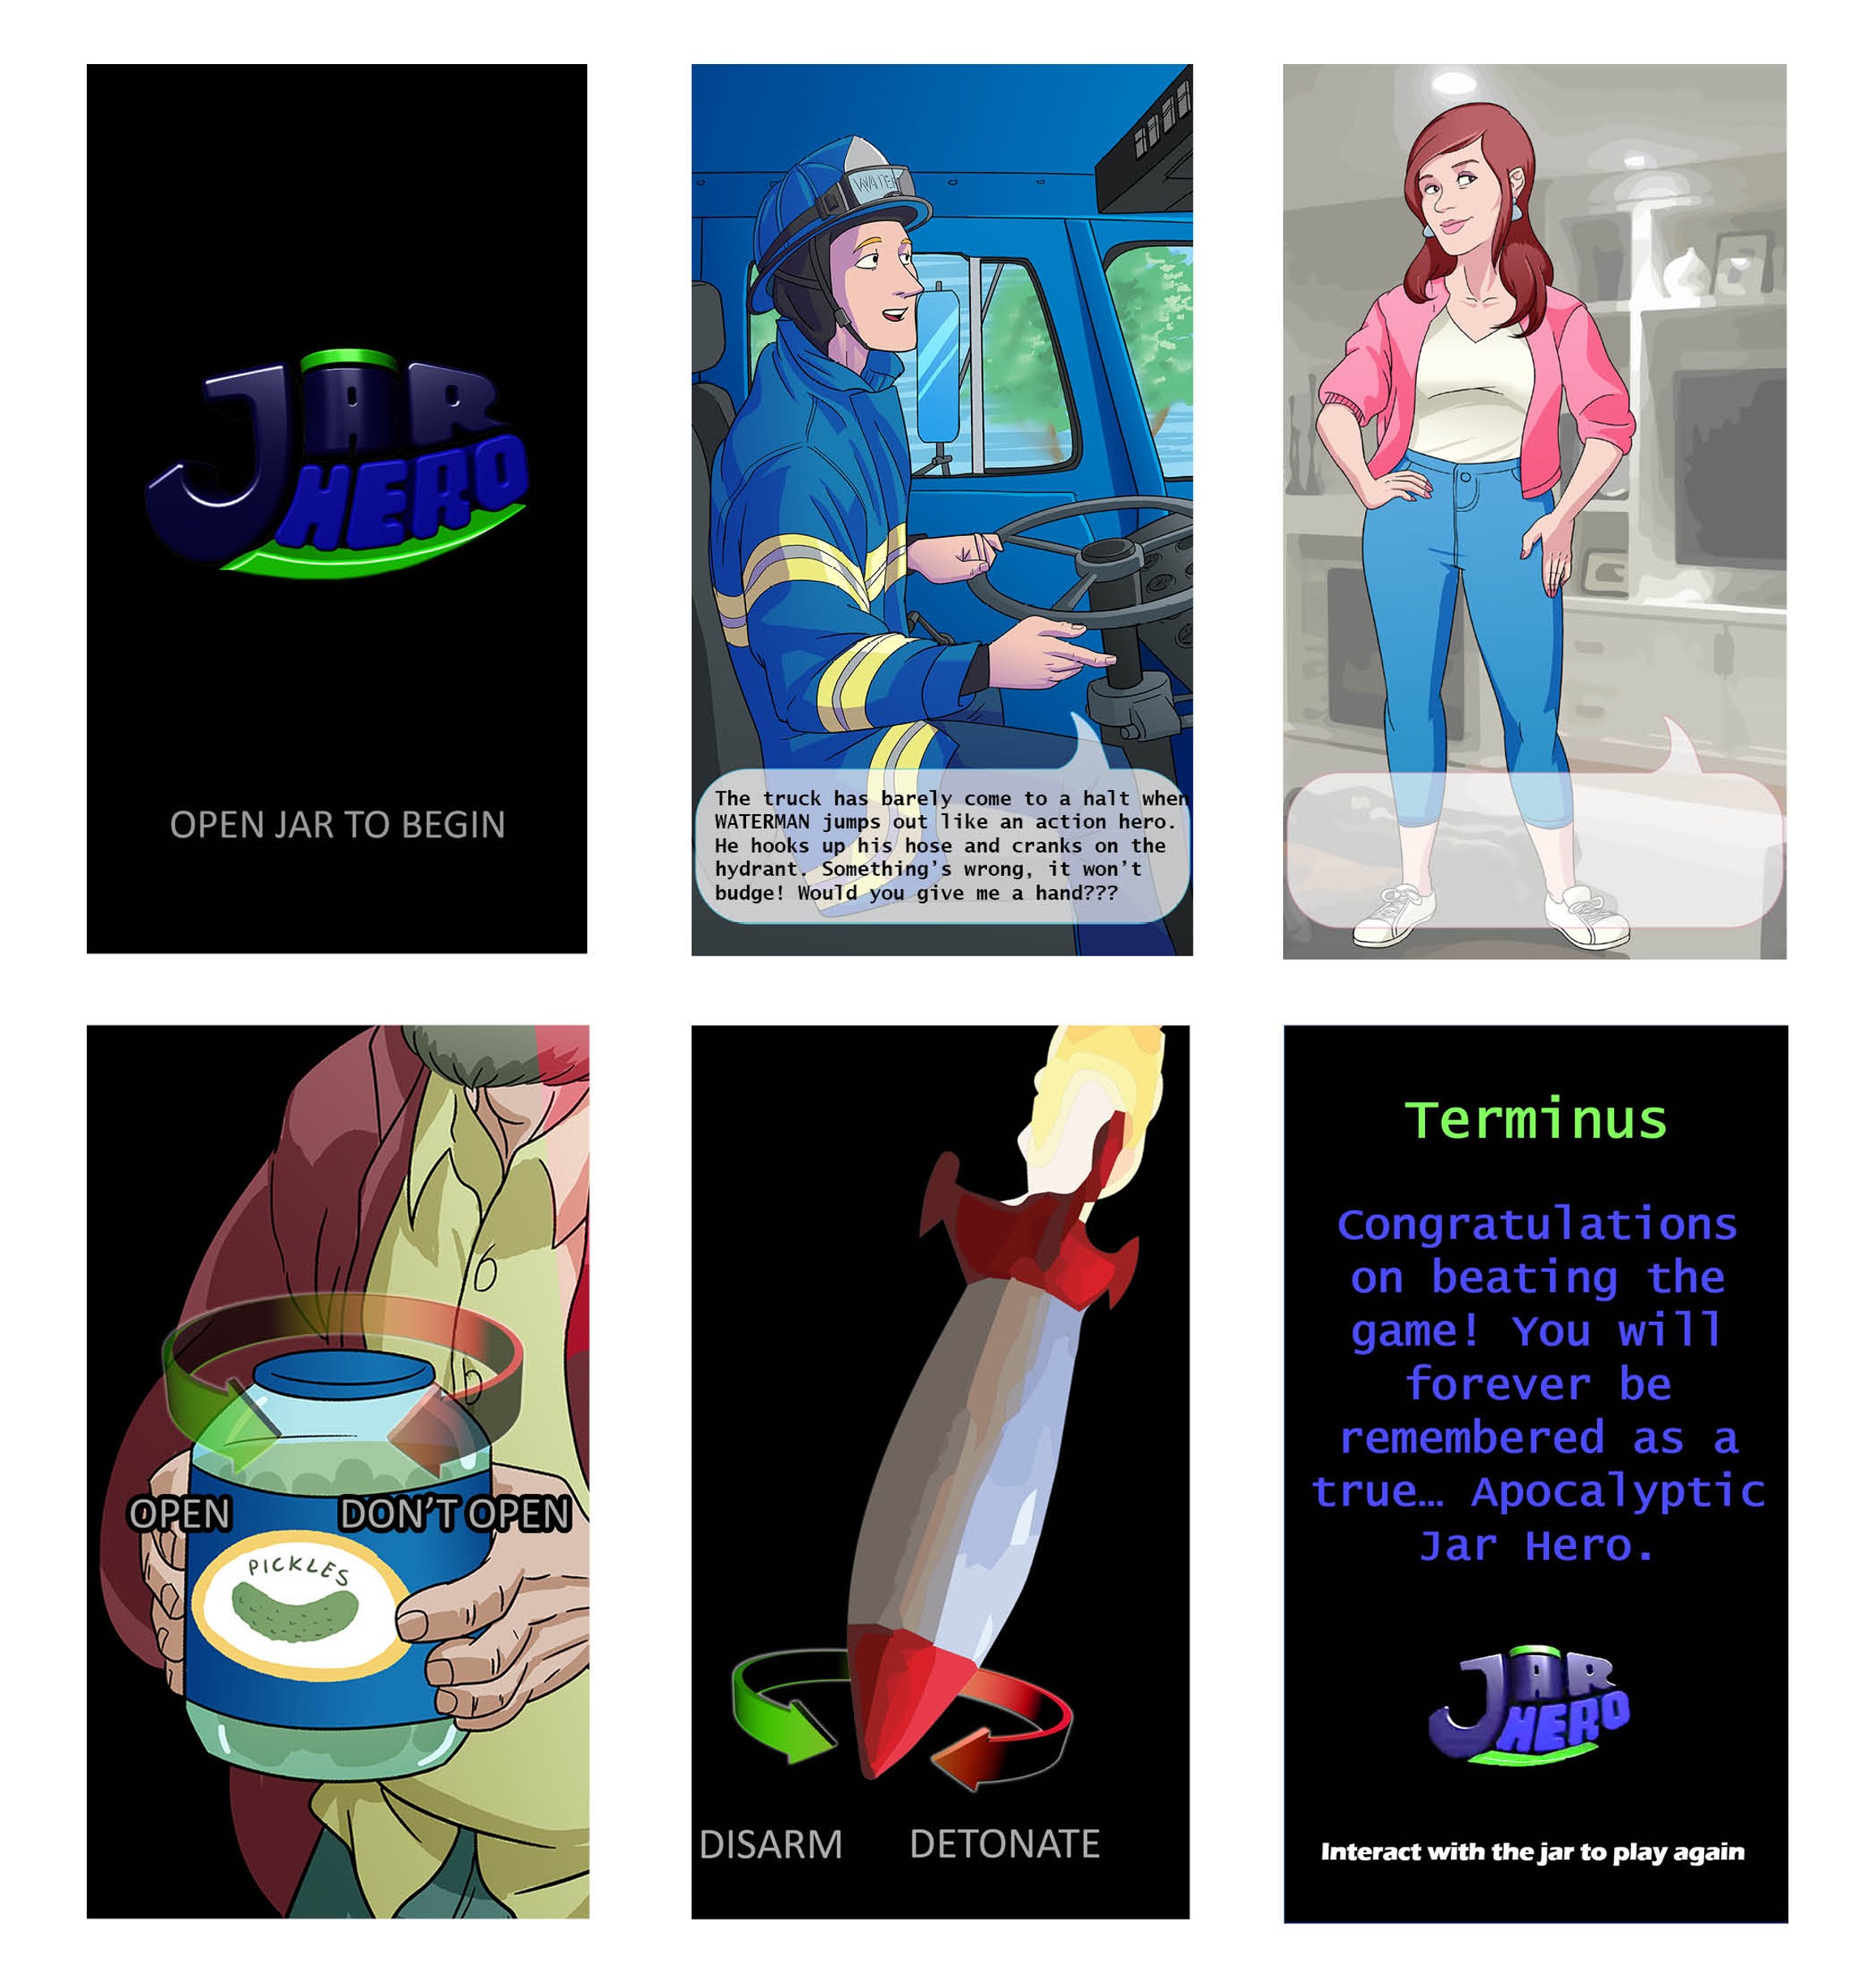 JAR
HERO
OPEN JAR TO BEGIN
WATER
The truck has barely come to a halt when
WATERMAN jumps out like an action hero.
He hooks up his hose and cranks on the
hydrant. Something's wrong, it won't
budge! Would you give me a hand???
OPEN
DON'T OPEN
PICKLES
DISARM
DETONATE
Terminus
Congratulations
on beating the
game! You will
forever be
remembered as a
true… Apocalyptic
Jar Hero.
JAR
HERO
Interact with the jar to play again